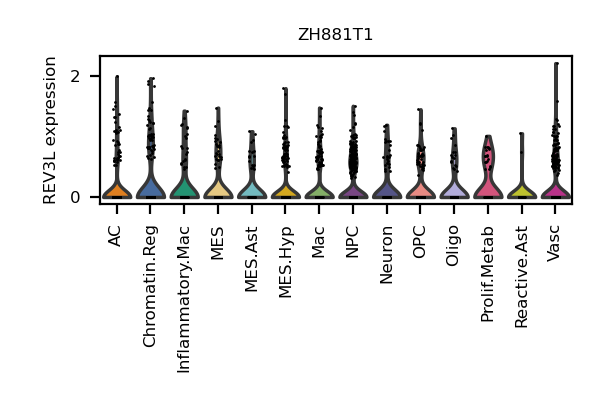 ZH881T1
REV3L expression
2
0
AC
Chromatin.Reg
Inflammatory.Mac
MES
MES.Ast
MES.Hyp
Mac
NPC
Neuron
OPC
Oligo
Prolif.Metab
Reactive.Ast
Vasc